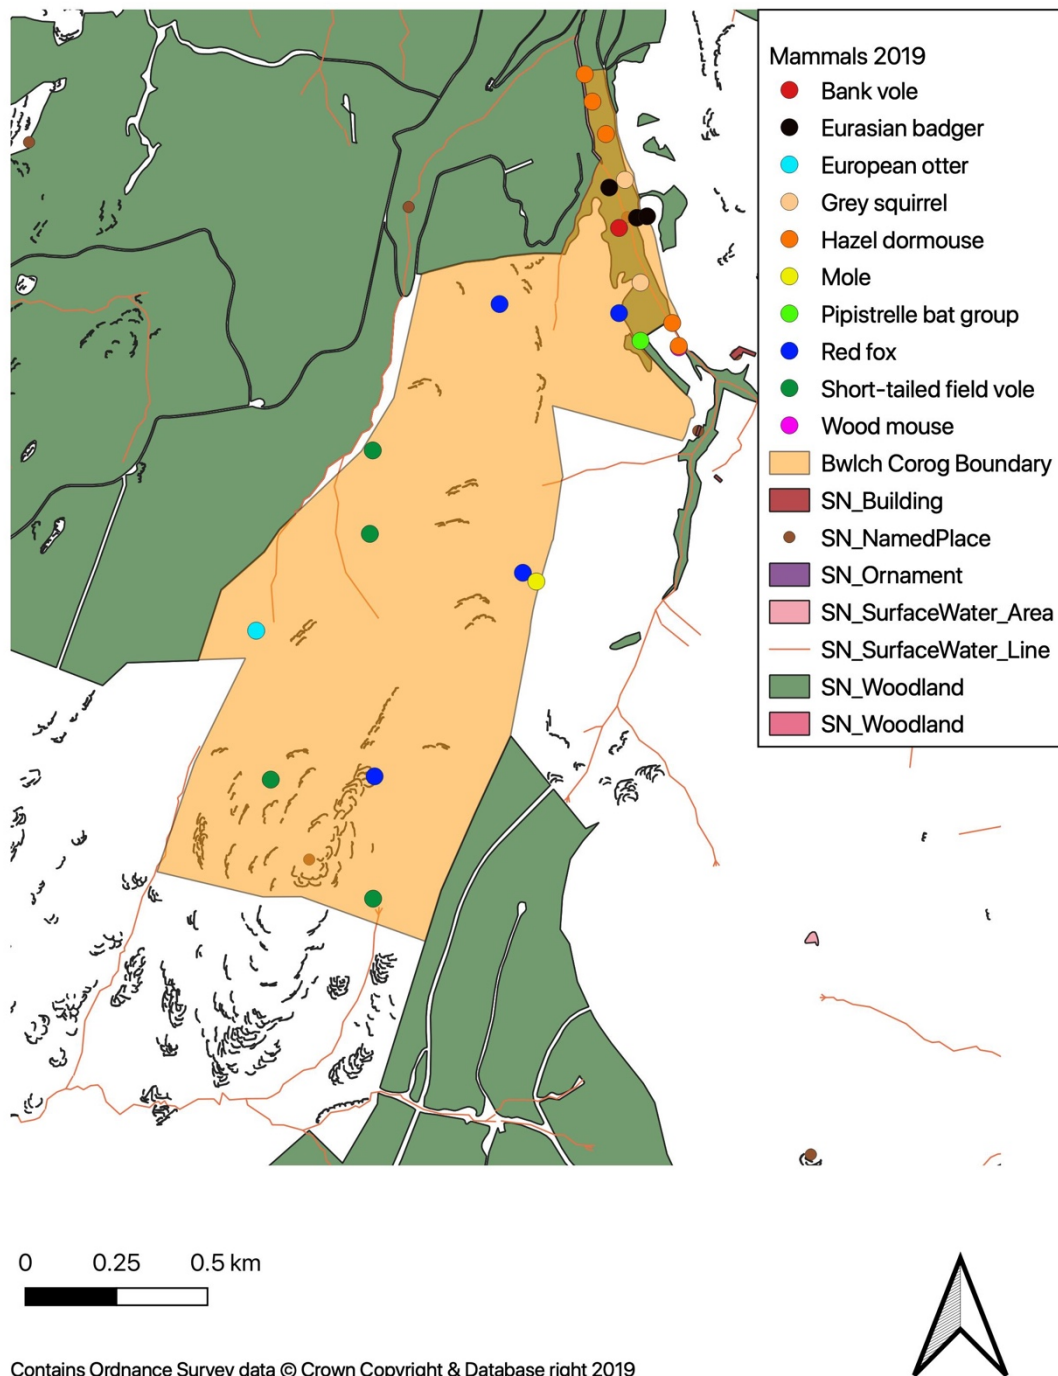 Mammals 2019
Bank vole
Eurasian badger
European otter
Grey squirrel
Hazel dormouse
Mole
Pipistrelle bat group
Red fox
Short-tailed field vole
Wood mouse
Bwlch Corog Boundary
SN_Building
SN_NamedPlace
SN_Ornament
SN_SurfaceWater_Area
SN_SurfaceWater_Line
SN_Woodland
SN_Woodland
0 0.25 0.5 km
Contains Ordnance Survey data © Crown Copyright & Database right 2019